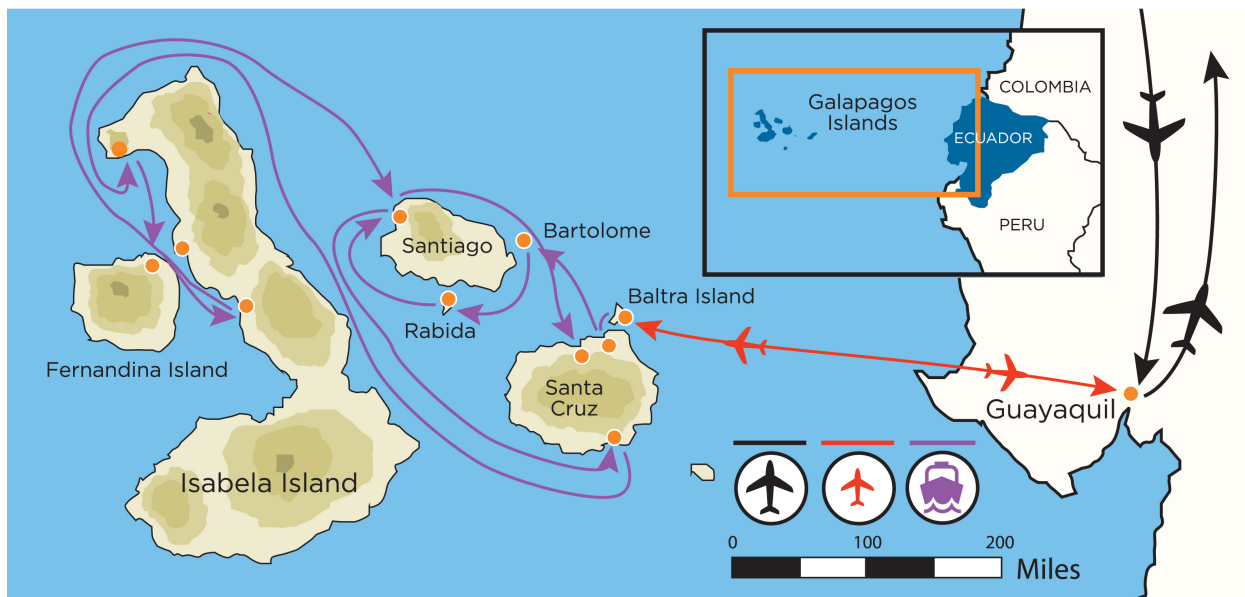 COLOMBIA
Galapagos
Islands
ECUADOR
PERU
Santiago
Bartolome
Baltra Island
Rabida
Fernandina Island
Santa
Cruz
Guayaquil
Isabela Island
0 100 200
Miles